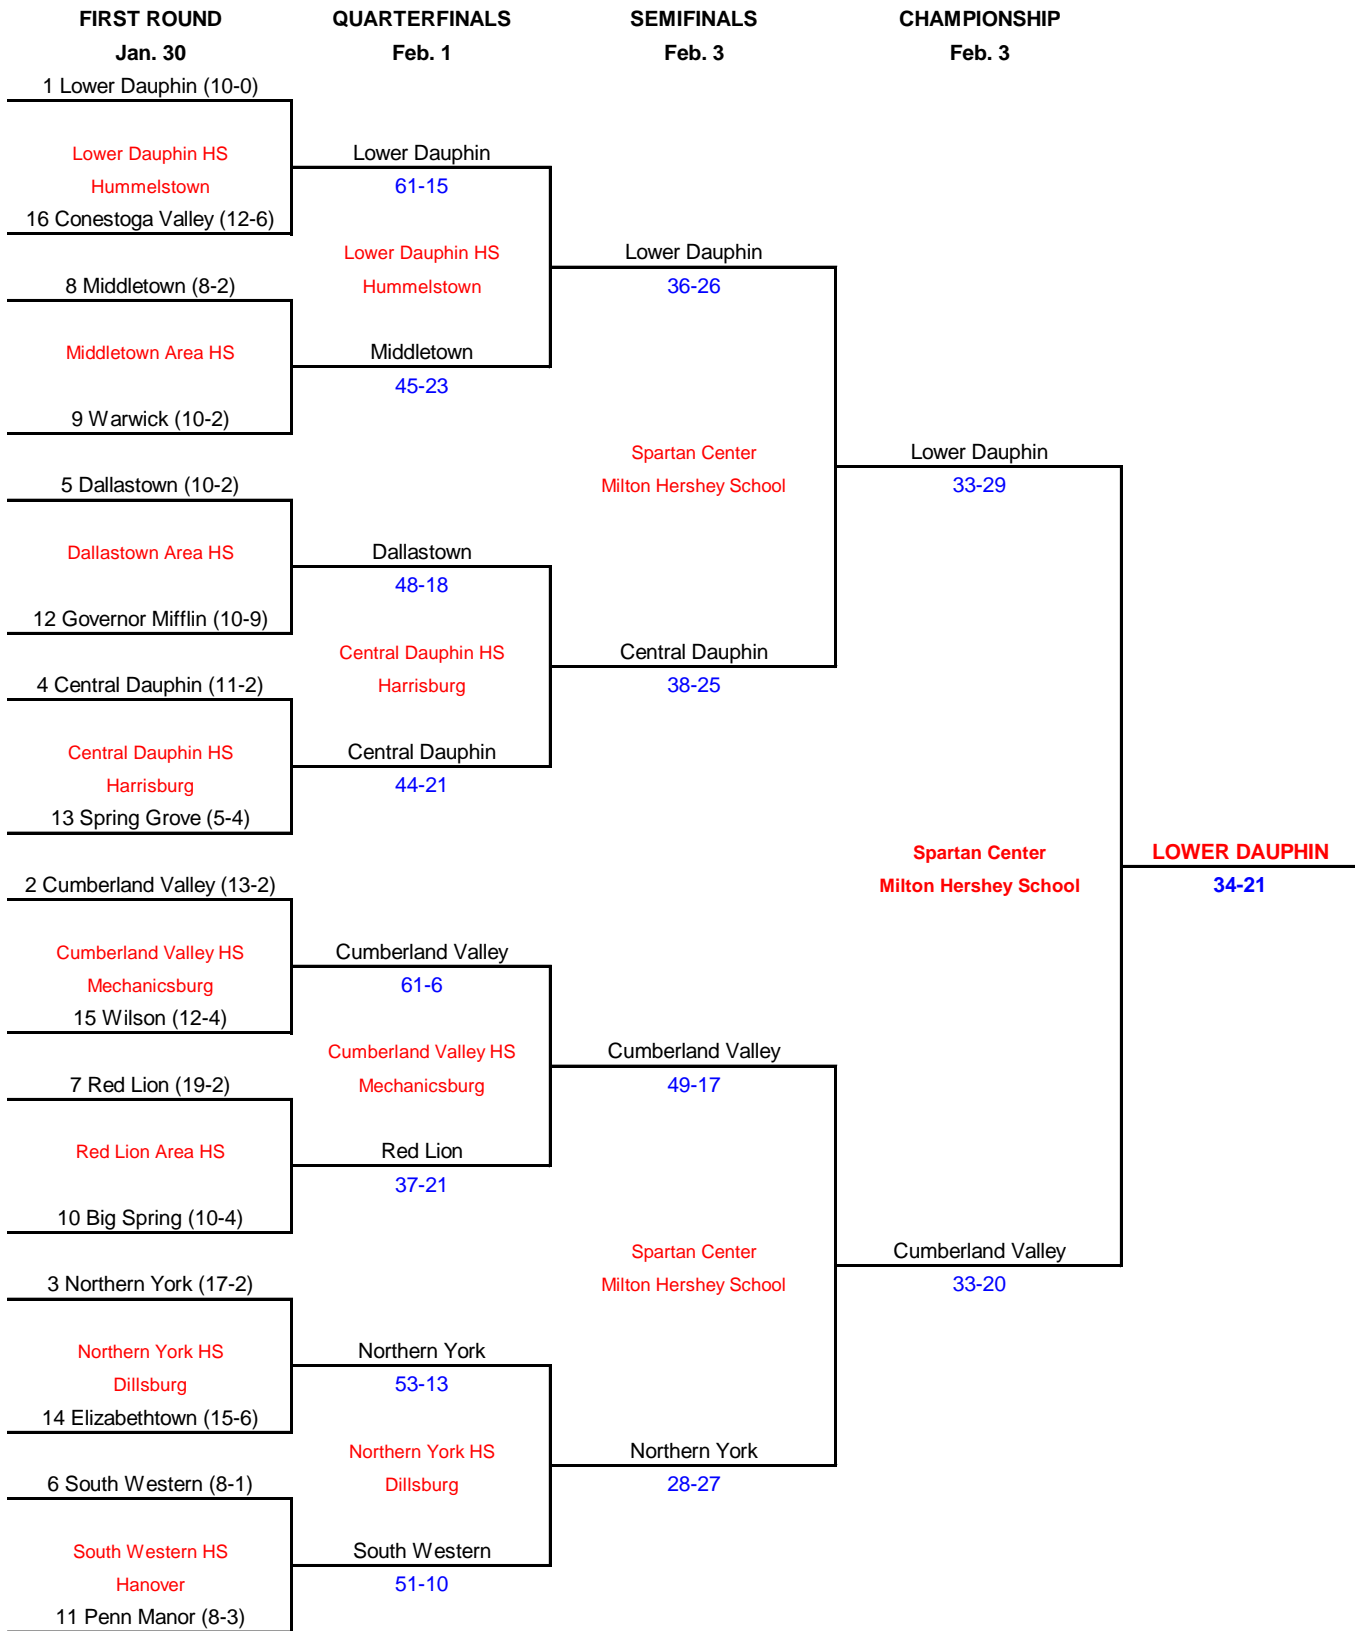 FIRST ROUND QUARTERFINALS SEMIFINALS CHAMPIONSHIP
Jan. 30 Feb. 1 Feb. 3 Feb. 3
1 Lower Dauphin (10-0)
Lower Dauphin HS Lower Dauphin
Hummelstown 61-15
16 Conestoga Valley (12-6)
Lower Dauphin HS Lower Dauphin
8 Middletown (8-2) Hummelstown 36-26
Middletown Area HS Middletown
45-23
9 Warwick (10-2)
Spartan Center Lower Dauphin
5 Dallastown (10-2) Milton Hershey School 33-29
Dallastown Area HS Dallastown
48-18
12 Governor Mifflin (10-9)
Central Dauphin HS Central Dauphin
4 Central Dauphin (11-2) Harrisburg 38-25
Central Dauphin HS Central Dauphin
Harrisburg 44-21
13 Spring Grove (5-4)
Spartan Center LOWER DAUPHIN
2 Cumberland Valley (13-2) Milton Hershey School 34-21
Cumberland Valley HS Cumberland Valley
Mechanicsburg 61-6
15 Wilson (12-4)
Cumberland Valley HS Cumberland Valley
7 Red Lion (19-2) Mechanicsburg 49-17
Red Lion Area HS Red Lion
37-21
10 Big Spring (10-4)
Spartan Center Cumberland Valley
3 Northern York (17-2) Milton Hershey School 33-20
Northern York HS Northern York
Dillsburg 53-13
14 Elizabethtown (15-6)
Northern York HS Northern York
6 South Western (8-1) Dillsburg 28-27
South Western HS South Western
Hanover 51-10
11 Penn Manor (8-3)